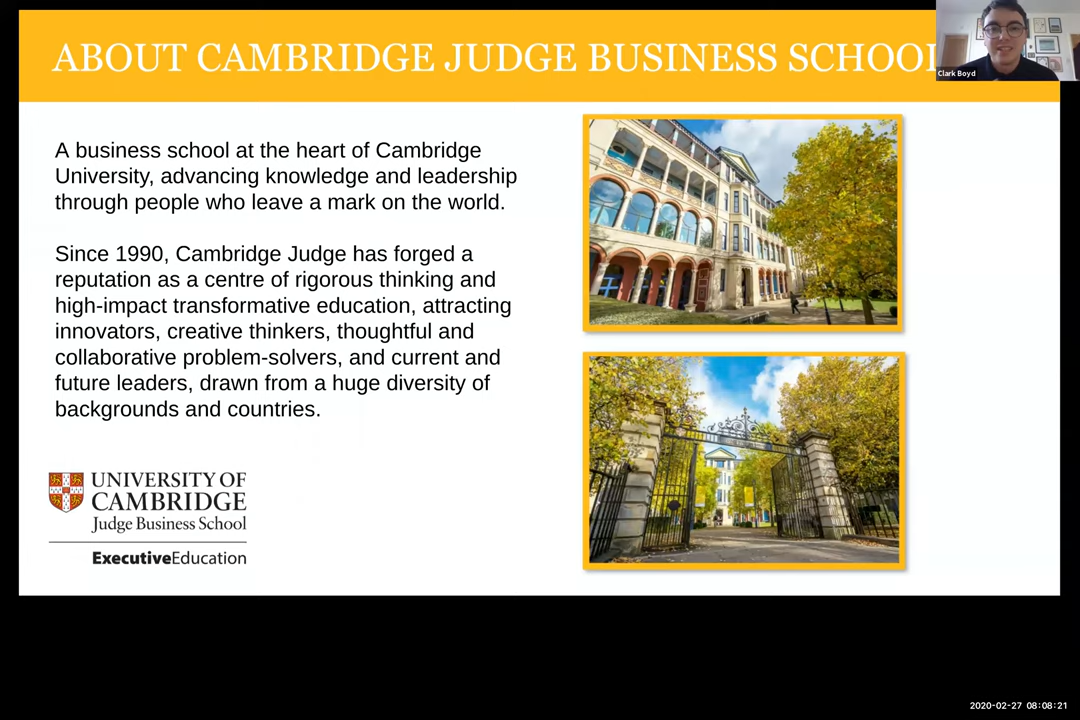 ABOUT CAMBRIDGE JUDGE BUSINESS SCHOOL
Clark Boyd
A business school at the heart of Cambridge
University, advancing knowledge and leadership
through people who leave a mark on the world.
Since 1990, Cambridge Judge has forged a
reputation as a centre of rigorous thinking and
high-impact transformative education, attracting
innovators, creative thinkers, thoughtful and
collaborative problem-solvers, and current and
future leaders, drawn from a huge diversity of
backgrounds and countries.
UNIVERSITY OF
CAMBRIDGE
Judge Business School
ExecutiveEducation
2020-02-27 08:08:21